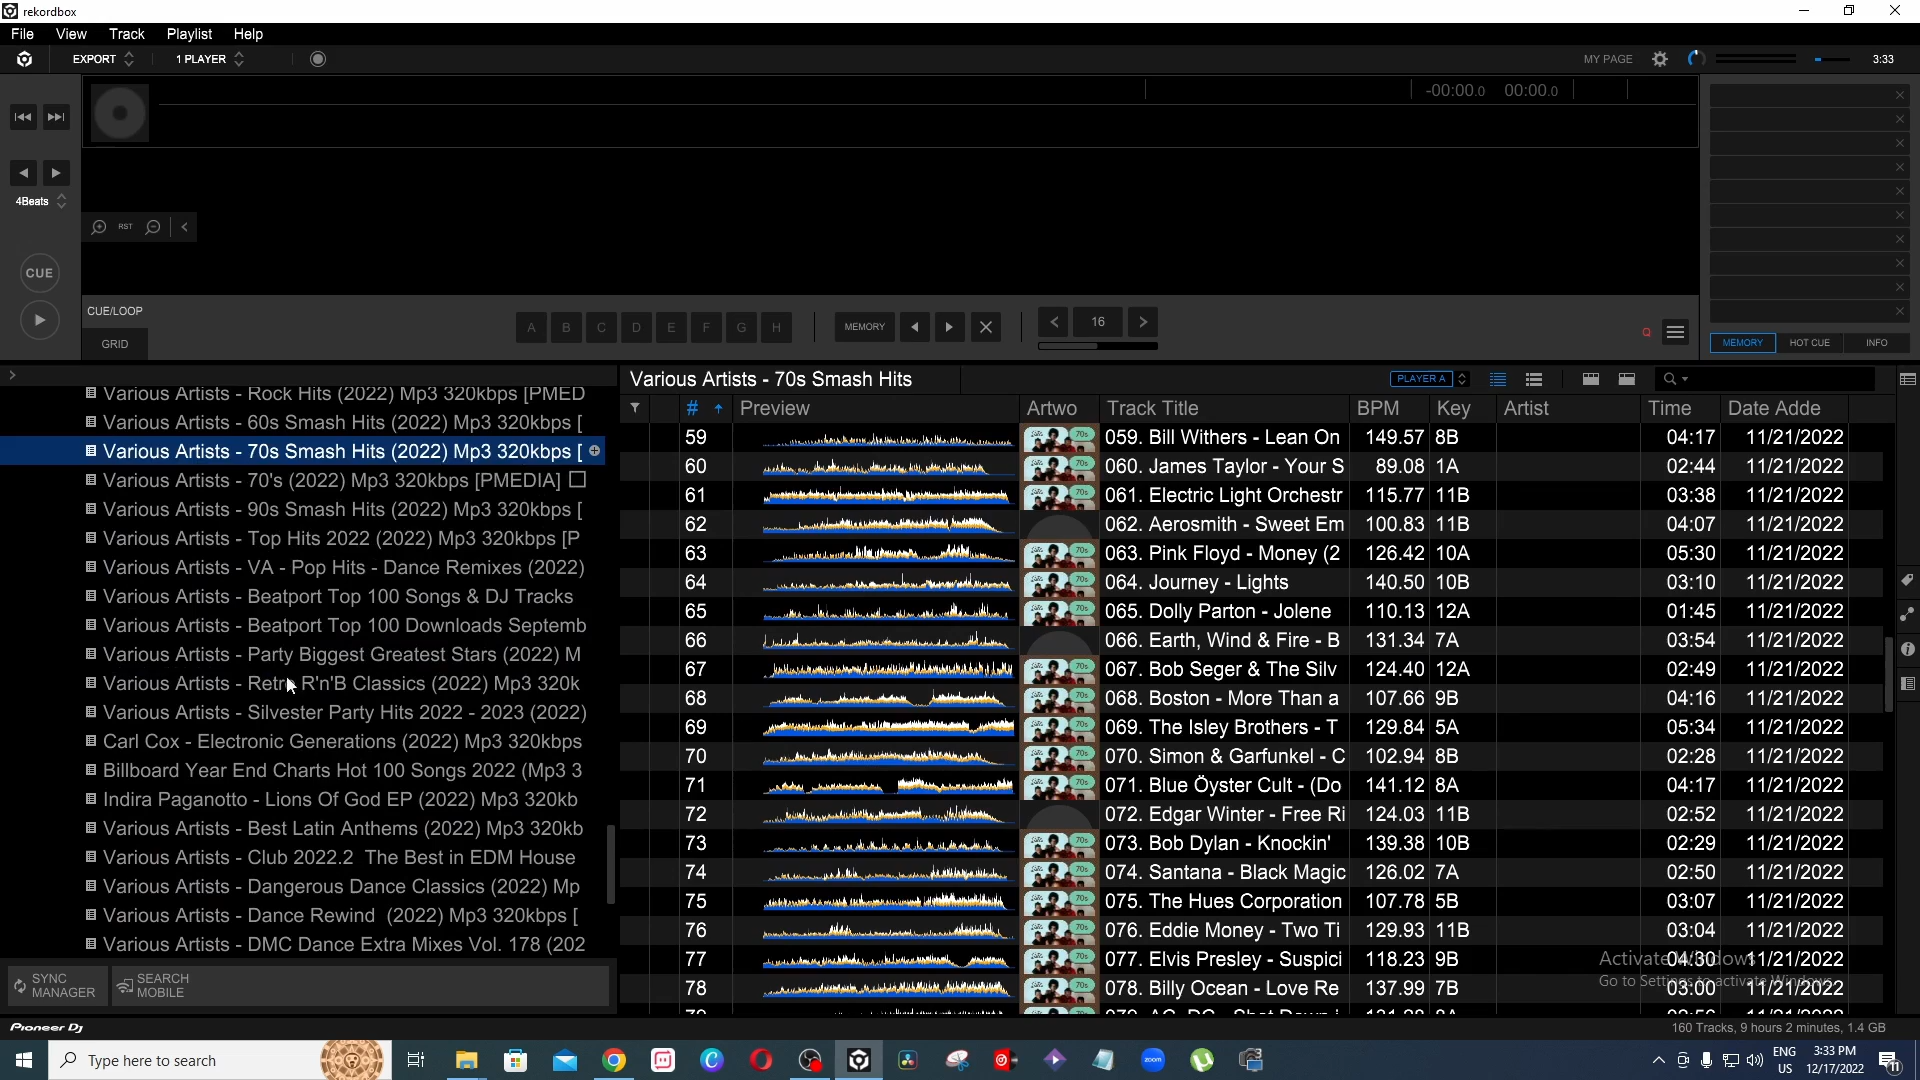 rekordbox
File View Track Playlist Help
EXPORT 1 PLAYER MY PAGE 3:33
-00:00.0 00:00.0
4Beats
RST
CUE
CUE/LOOP
GRID
A B C D E F G H MEMORY 16 Q
MEMORY HOT CUE INFO
Various Artists - Rock Hits (2022) Mp3 320kbps [PMED
Various Artists - 60s Smash Hits (2022) Mp3 320kbps [
Various Artists - 70s Smash Hits (2022) Mp3 320kbps [
Various Artists - 70's (2022) Mp3 320kbps [PMEDIA]
Various Artists - 90s Smash Hits (2022) Mp3 320kbps [
Various Artists - Top Hits 2022 (2022) Mp3 320kbps [P
Various Artists - VA - Pop Hits - Dance Remixes (2022)
Various Artists - Beatport Top 100 Songs & DJ Tracks
Various Artists - Beatport Top 100 Downloads Septemb
Various Artists - Party Biggest Greatest Stars (2022) M
Various Artists - Retro R'n'B Classics (2022) Mp3 320k
Various Artists - Silvester Party Hits 2022 - 2023 (2022)
Carl Cox - Electronic Generations (2022) Mp3 320kbps
Billboard Year End Charts Hot 100 Songs 2022 (Mp3 3
Indira Paganotto - Lions Of God EP (2022) Mp3 320kb
Various Artists - Best Latin Anthems (2022) Mp3 320kb
Various Artists - Club 2022.2 The Best in EDM House
Various Artists - Dangerous Dance Classics (2022) Mp
Various Artists - Dance Rewind (2022) Mp3 320kbps [
Various Artists - DMC Dance Extra Mixes Vol. 178 (202
SYNC MANAGER
SEARCH MOBILE
Various Artists - 70s Smash Hits PLAYER A
# Preview Artwo Track Title BPM Key Artist Time Date Adde
59 059. Bill Withers - Lean On 149.57 8B 04:17 11/21/2022
60 060. James Taylor - Your S 89.08 1A 02:44 11/21/2022
61 061. Electric Light Orchestr 115.77 11B 03:38 11/21/2022
62 062. Aerosmith - Sweet Em 100.83 11B 04:07 11/21/2022
63 063. Pink Floyd - Money (2 126.42 10A 05:30 11/21/2022
64 064. Journey - Lights 140.50 10B 03:10 11/21/2022
65 065. Dolly Parton - Jolene 110.13 12A 01:45 11/21/2022
66 066. Earth, Wind & Fire - B 131.34 7A 03:54 11/21/2022
67 067. Bob Seger & The Silv 124.40 12A 02:49 11/21/2022
68 068. Boston - More Than a 107.66 9B 04:16 11/21/2022
69 069. The Isley Brothers - T 129.84 5A 05:34 11/21/2022
70 070. Simon & Garfunkel - C 102.94 8B 02:28 11/21/2022
71 071. Blue Öyster Cult - (Do 141.12 8A 04:17 11/21/2022
72 072. Edgar Winter - Free Ri 124.03 11B 02:52 11/21/2022
73 073. Bob Dylan - Knockin' 139.38 10B 02:29 11/21/2022
74 074. Santana - Black Magic 126.02 7A 02:50 11/21/2022
75 075. The Hues Corporation 107.78 5B 03:07 11/21/2022
76 076. Eddie Money - Two Ti 129.93 11B 03:04 11/21/2022
77 077. Elvis Presley - Suspici 118.23 9B 04:30 11/21/2022
78 078. Billy Ocean - Love Re 137.99 7B 03:00 11/21/2022
Activate Windows
Go to Settings to activate Windows.
Pioneer Dj
160 Tracks, 9 hours 2 minutes, 1.4 GB
Type here to search
zoom
ENG
US
3:33 PM
12/17/2022
11